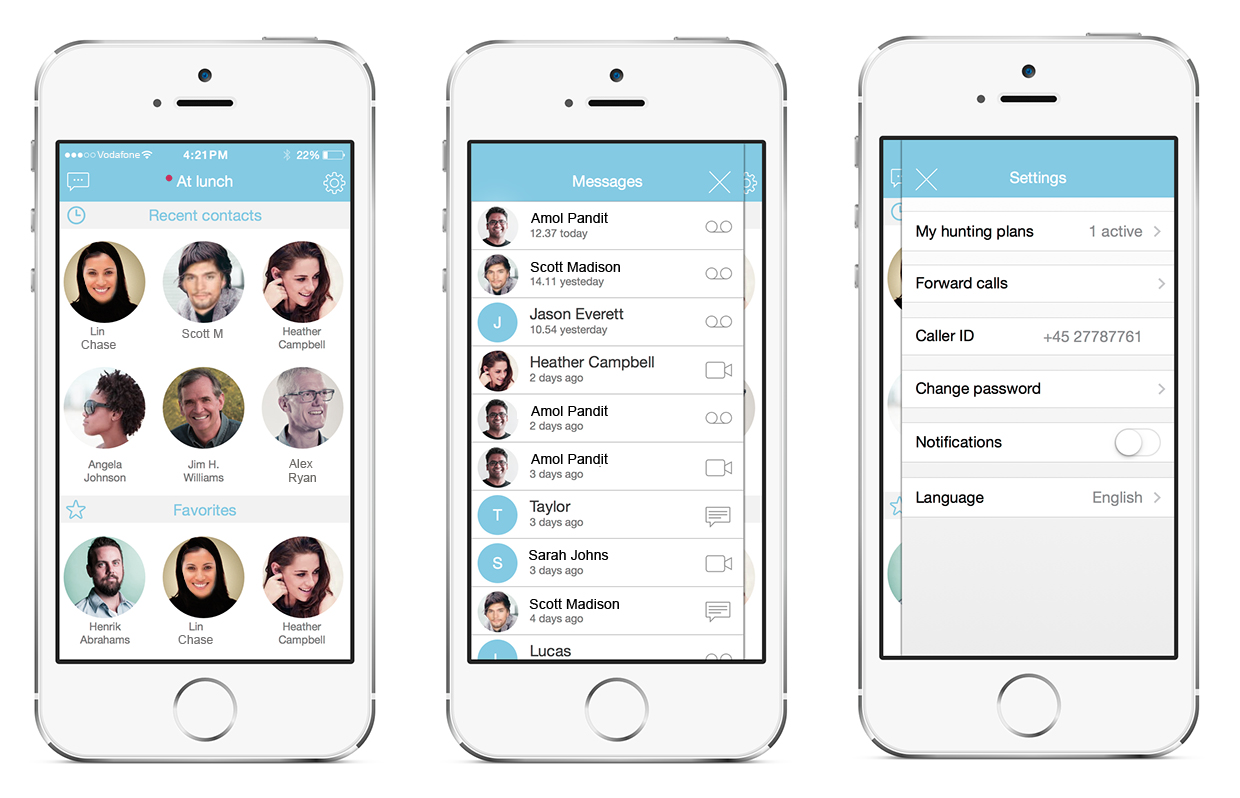 Vodafone 4:21 PM 22%
At lunch
Recent contacts
Lin
Chase
Scott M
Heather
Campbell
Angela
Johnson
Jim H.
Williams
Alex
Ryan
Favorites
Henrik
Abrahams
Lin
Chase
Heather
Campbell
Messages
Amol Pandit
12.37 today
Scott Madison
14.11 yesteday
J
Jason Everett
10.54 yesterday
Heather Campbell
2 days ago
Amol Pandit
2 days ago
Amol Pandit
3 days ago
T
Taylor
3 days ago
S
Sarah Johns
3 days ago
Scott Madison
4 days ago
L
Lucas
Settings
My hunting plans 1 active
Forward calls
Caller ID +45 27787761
Change password
Notifications
Language English